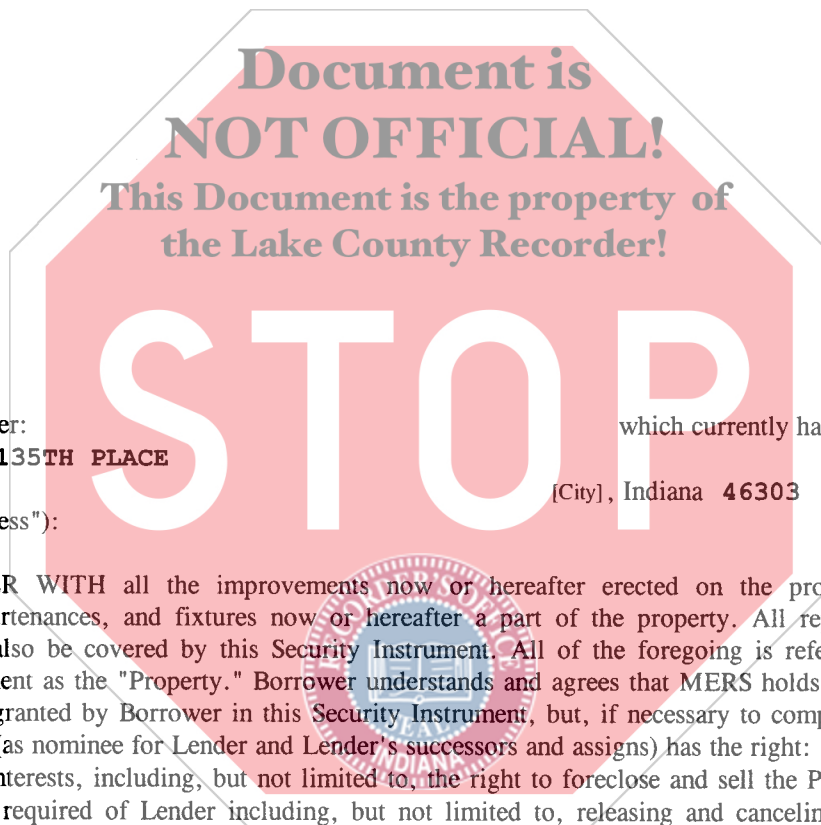 Document is
NOT OFFICIAL!
This Document is the property of
the Lake County Recorder!
STOP
er: which currently ha
135TH PLACE
[City], Indiana 46303
ess"):
R WITH all the improvements now or hereafter erected on the pro
rtenances, and fixtures now or hereafter a part of the property. All re
also be covered by this Security Instrument. All of the foregoing is refe
ent as the "Property." Borrower understands and agrees that MERS holds
granted by Borrower in this Security Instrument, but, if necessary to comp
(as nominee for Lender and Lender's successors and assigns) has the right:
nterests, including, but not limited to, the right to foreclose and sell the P
required of Lender including, but not limited to, releasing and cancelin
RECORDER'S OFFICE
SEAL
INDIANA